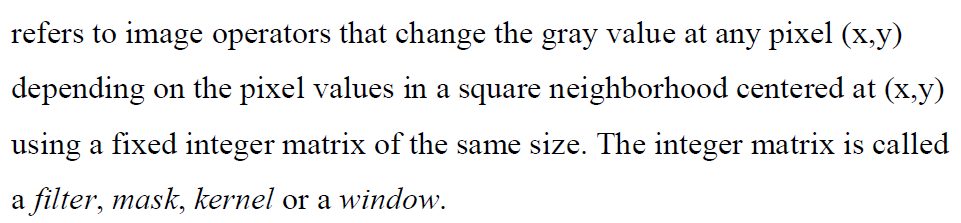 refers to image operators that change the gray value at any pixel (x,y)
depending on the pixel values in a square neighborhood centered at (x,y)
using a fixed integer matrix of the same size. The integer matrix is called
a filter, mask, kernel or a window.